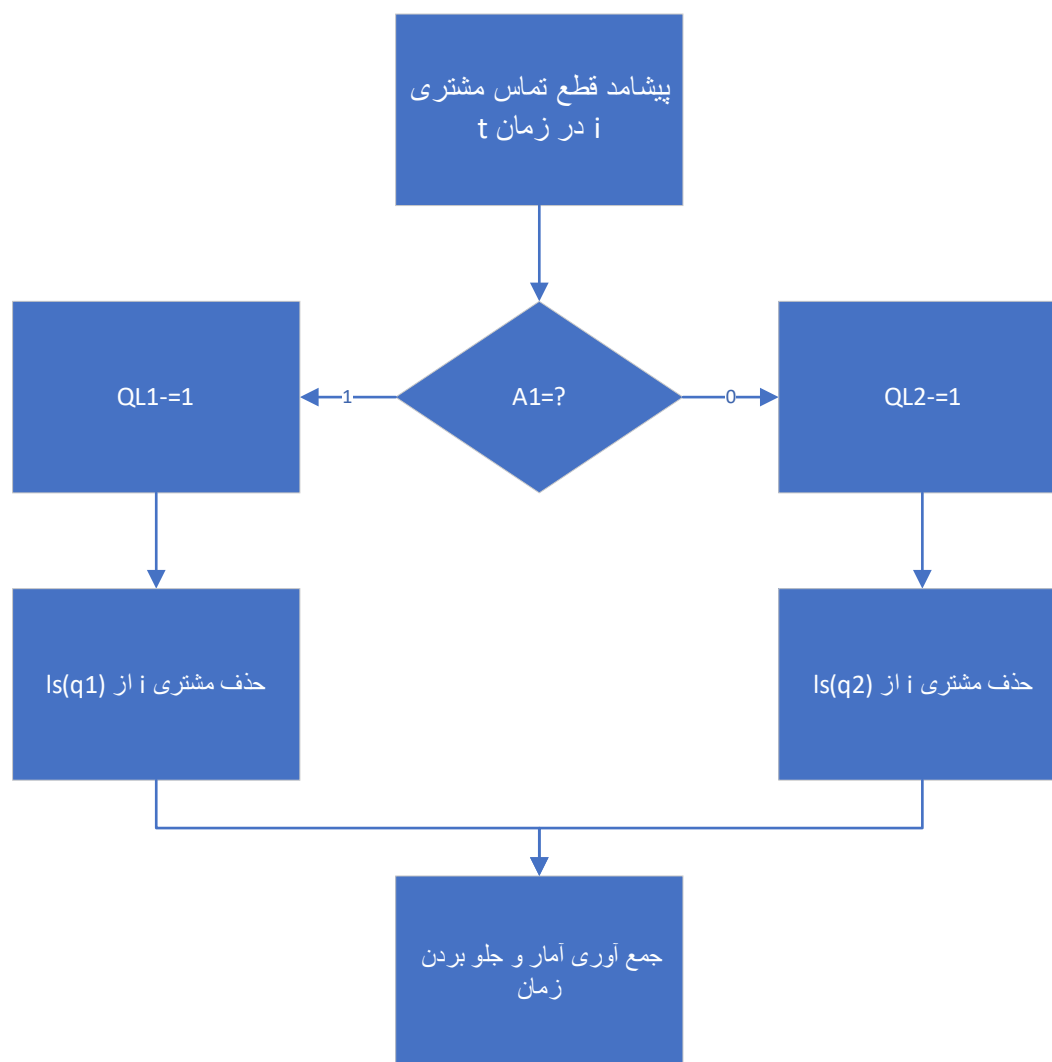 پیشامد قطع تماس مشتری
i در زمان t
QL1-=1
1
A1=?
0
QL2-=1
حذف مشتری i از ls(q1)
حذف مشتری i از ls(q2)
جمع آوری آمار و جلو بردن
زمان